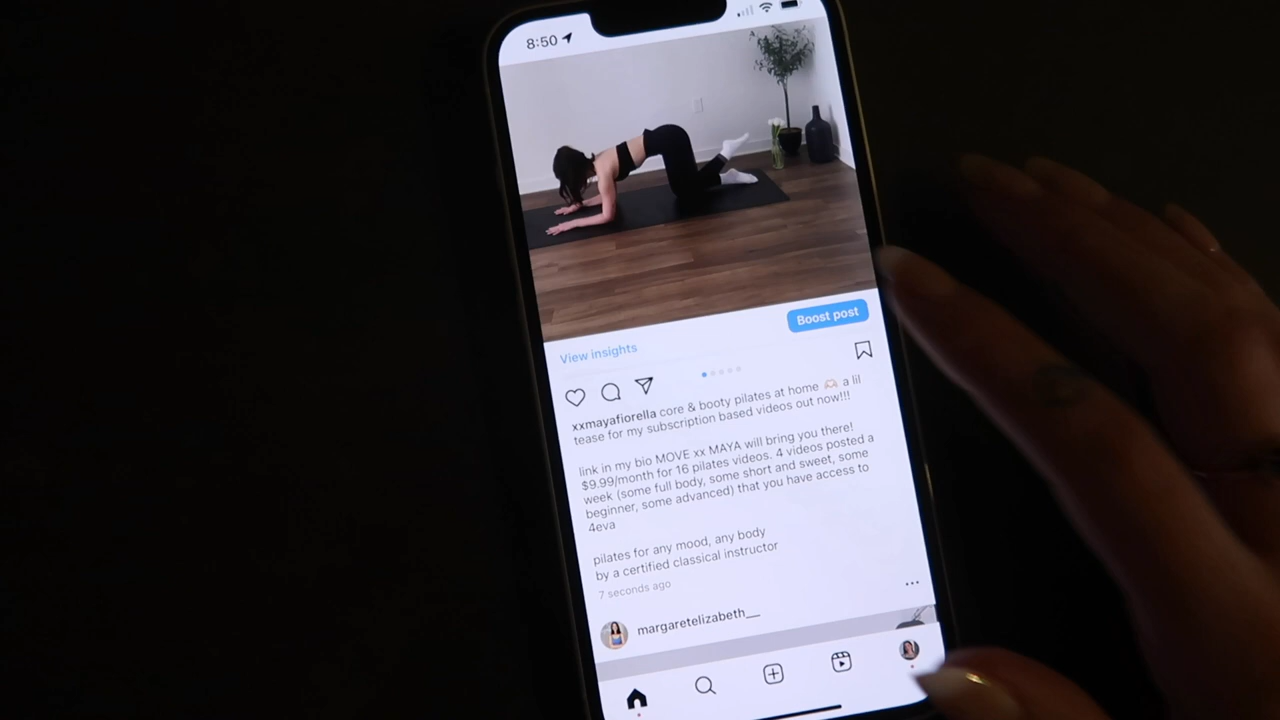 8:50
Boost post
View insights
xxmayafiorella core & booty pilates at home 🫶🏻 a lil
tease for my subscription based videos out now!!!
link in my bio MOVE xx MAYA will bring you there!
$9.99/month for 16 pilates videos. 4 videos posted a
week (some full body, some short and sweet, some
beginner, some advanced) that you have access to
4eva
pilates for any mood, any body
by a certified classical instructor
7 seconds ago
margaretelizabeth__